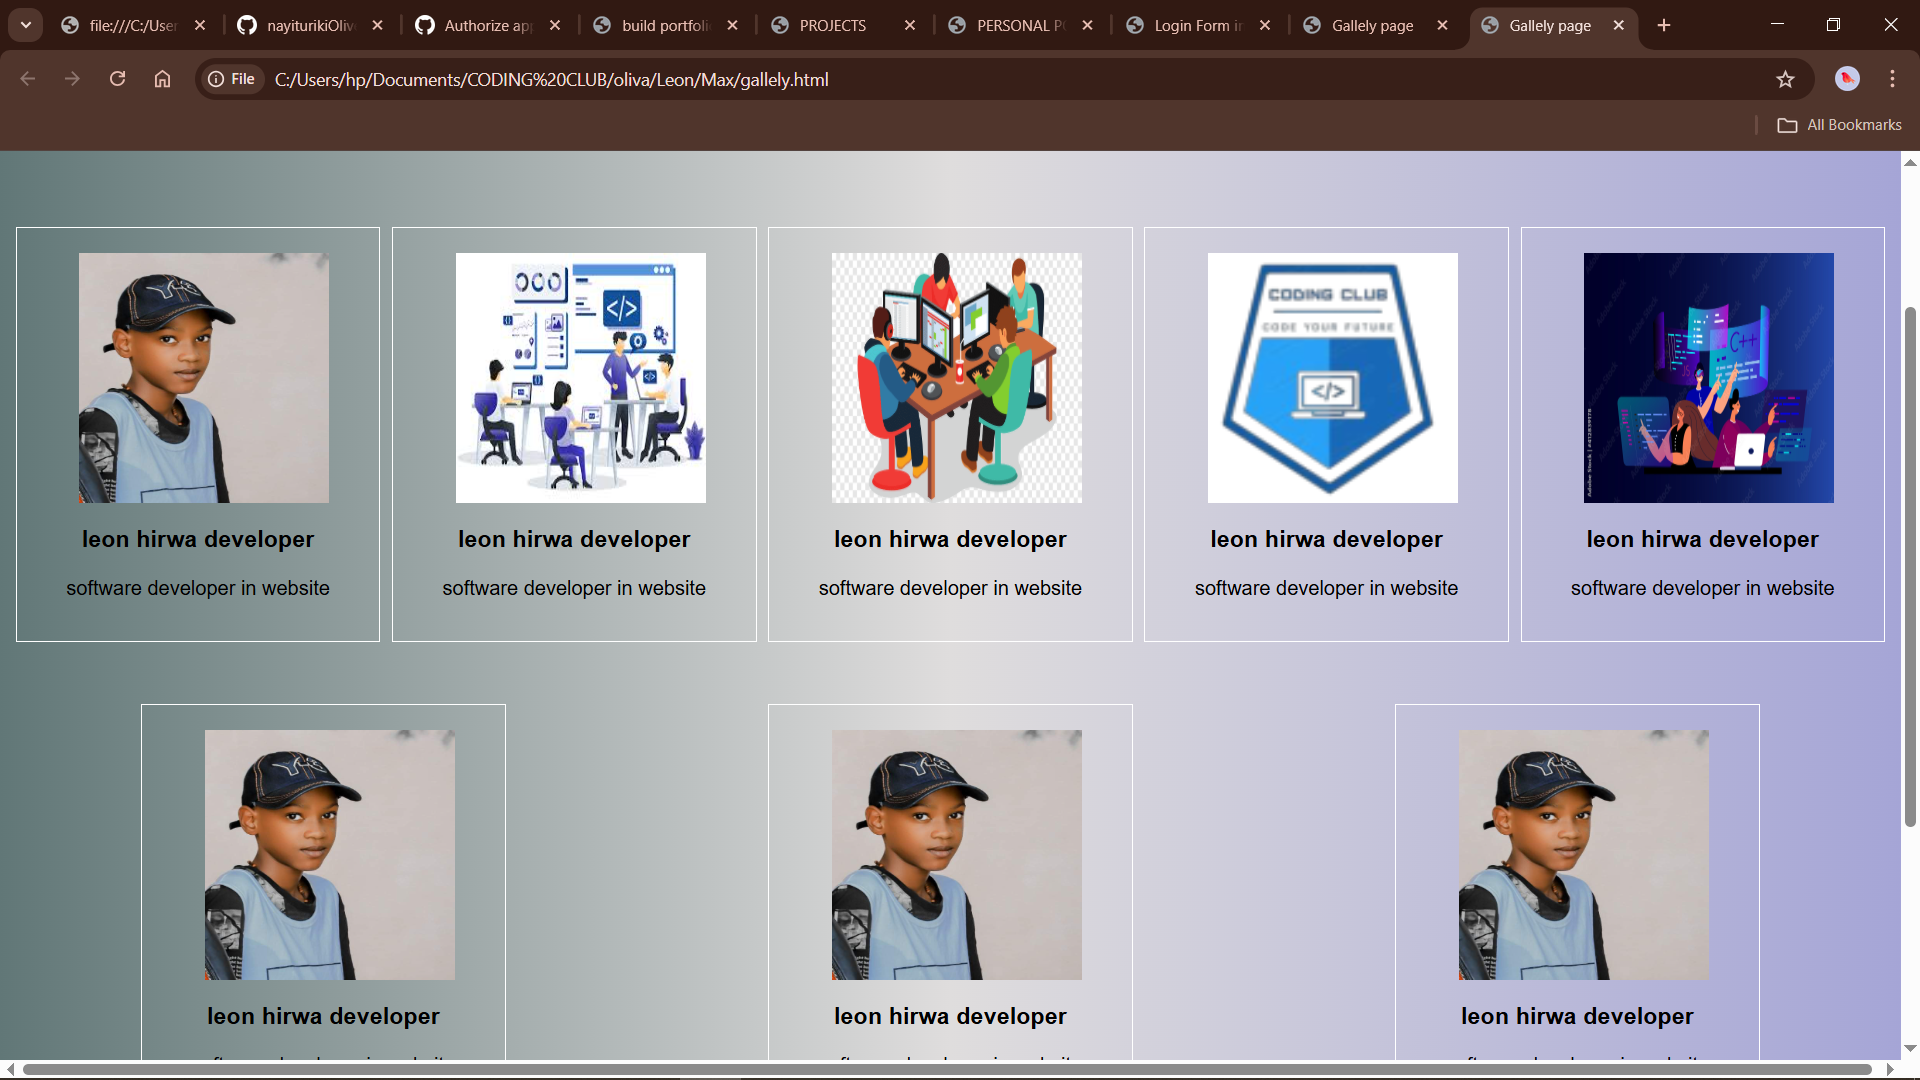 file:///C:/User
nayiturikiOliv
Authorize ap
build portfoli
PROJECTS
PERSONAL P
Login Form i
Gallely page
Gallely page
File
C:/Users/hp/Documents/CODING%20CLUB/oliva/Leon/Max/gallely.html
All Bookmarks
CODING CLUB
CODE YOUR FUTURE
</>
</>
C++
JS
leon hirwa developer
leon hirwa developer
leon hirwa developer
leon hirwa developer
leon hirwa developer
software developer in website
software developer in website
software developer in website
software developer in website
software developer in website
leon hirwa developer
leon hirwa developer
leon hirwa developer